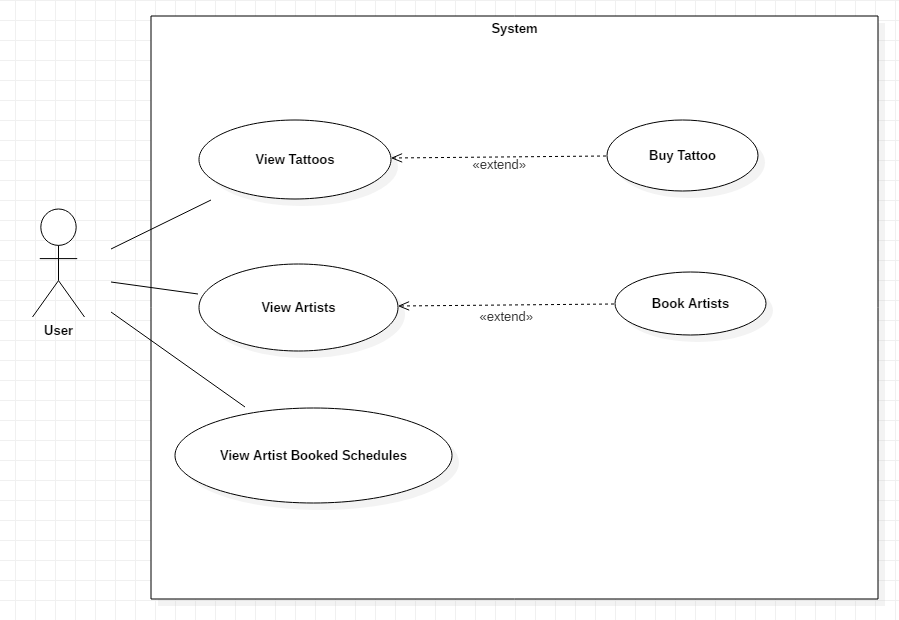 System
View Tattoos
«extend»
Buy Tattoo
View Artists
«extend»
Book Artists
User
View Artist Booked Schedules